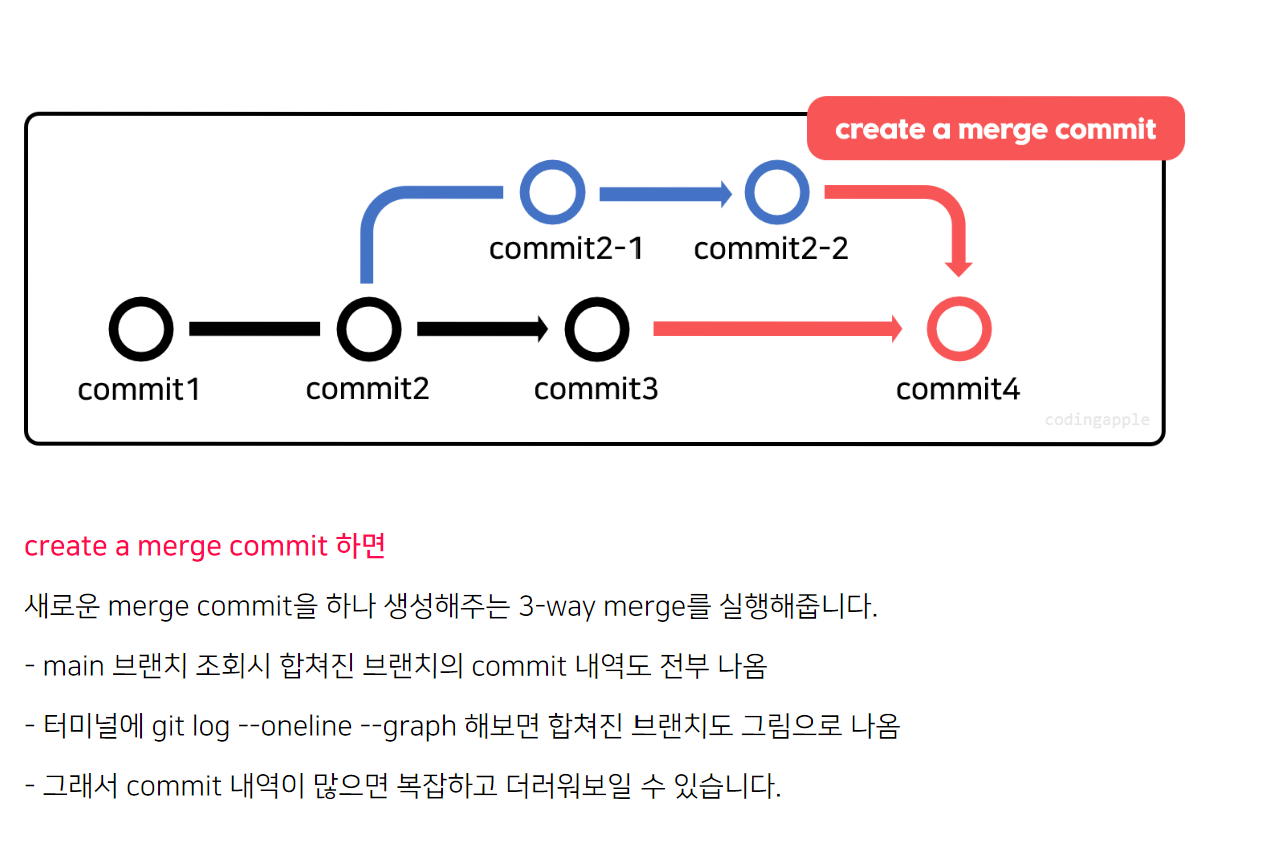 create a merge commit
commit2-1 commit2-2
commit1 commit2 commit3 commit4
codingapple
create a merge commit 하면
새로운 merge commit을 하나 생성해주는 3-way merge를 실행해줍니다.
- main 브랜치 조회시 합쳐진 브랜치의 commit 내역도 전부 나옴
- 터미널에 git log --oneline --graph 해보면 합쳐진 브랜치도 그림으로 나옴
- 그래서 commit 내역이 많으면 복잡하고 더러워보일 수 있습니다.